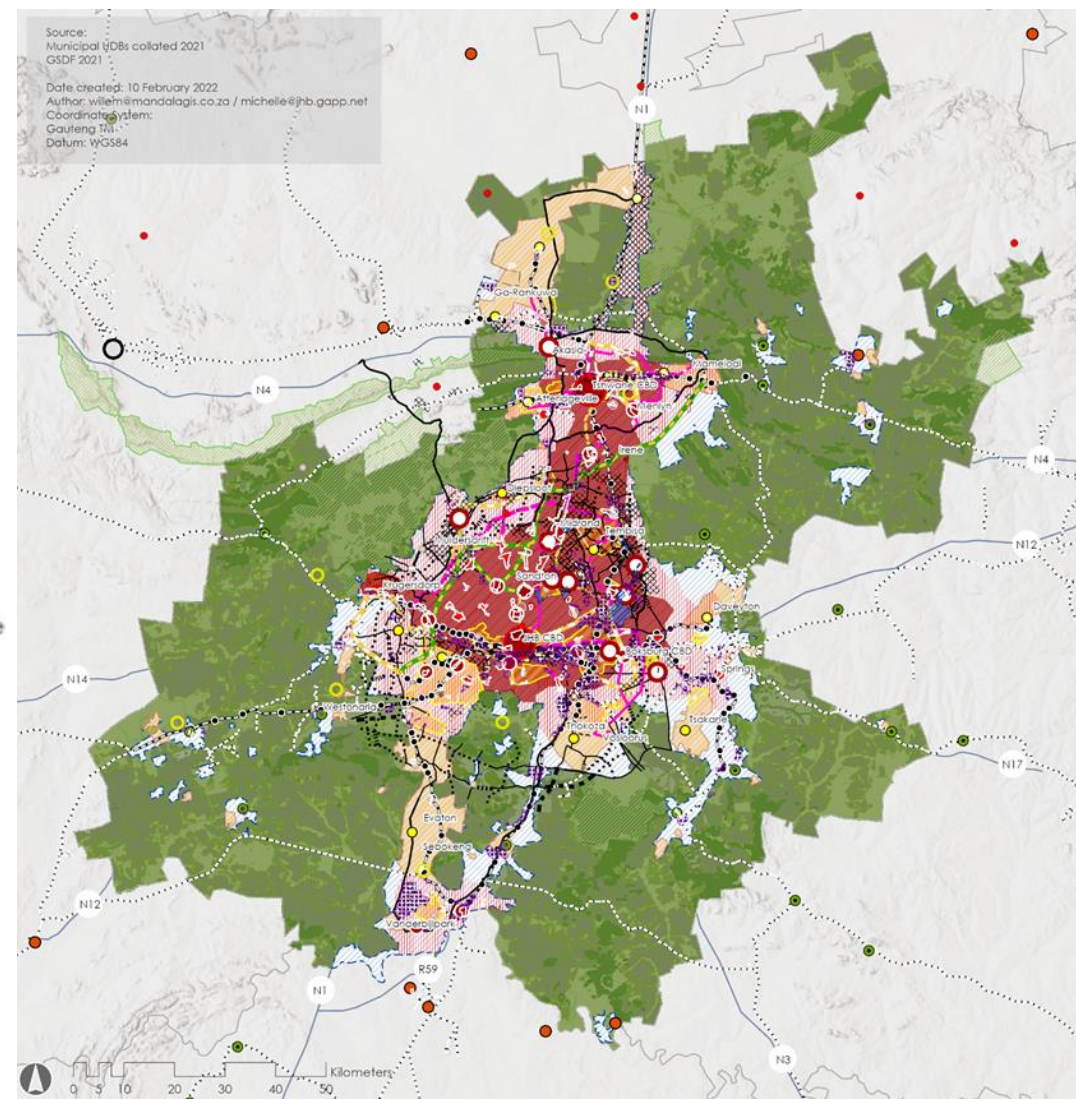 Source:
Municipal UDBs collated 2021
GSDF 2021
Date created: 10 February 2022
Author: willem@mandalagis.co.za / michelle@jhb.gapp.net
Coordinate System:
Gauteng TM
Datum: WGS84
N1
Ga-Rankuwa
Akasia
Mamelodi
Tshwane CBD
N4
Atteridgeville
Menlyn
Irene
N4
Diepsloot
Midrand
Muldersdrift
Tembisa
N12
Sandton
Krugersdorp
Daveyton
JHB CBD
Boksburg CBD
Springs
N14
Westonaria
Tsakane
Thokoza
Vosloorus
N17
Evaton
Sebokeng
N12
Vanderbijlpark
R59
N1
N3
Kilometers
0 5 10 20 30 40 50